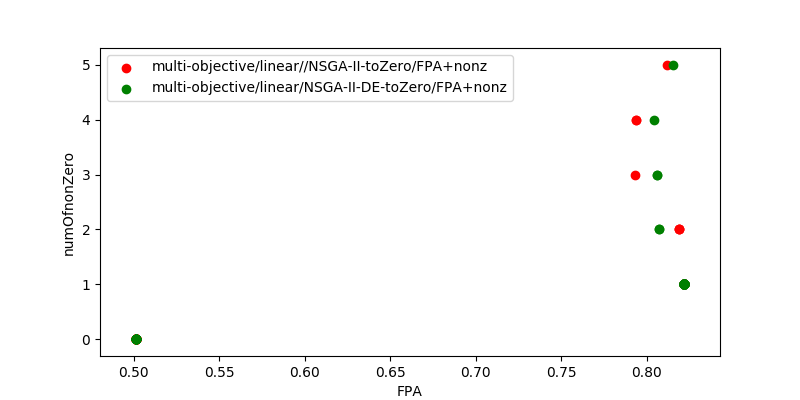 multi-objective/linear//NSGA-II-toZero/FPA+nonz
multi-objective/linear/NSGA-II-DE-toZero/FPA+nonz
5
4
3
2
1
0
numOfnonZero
0.50 0.55 0.60 0.65 0.70 0.75 0.80
FPA